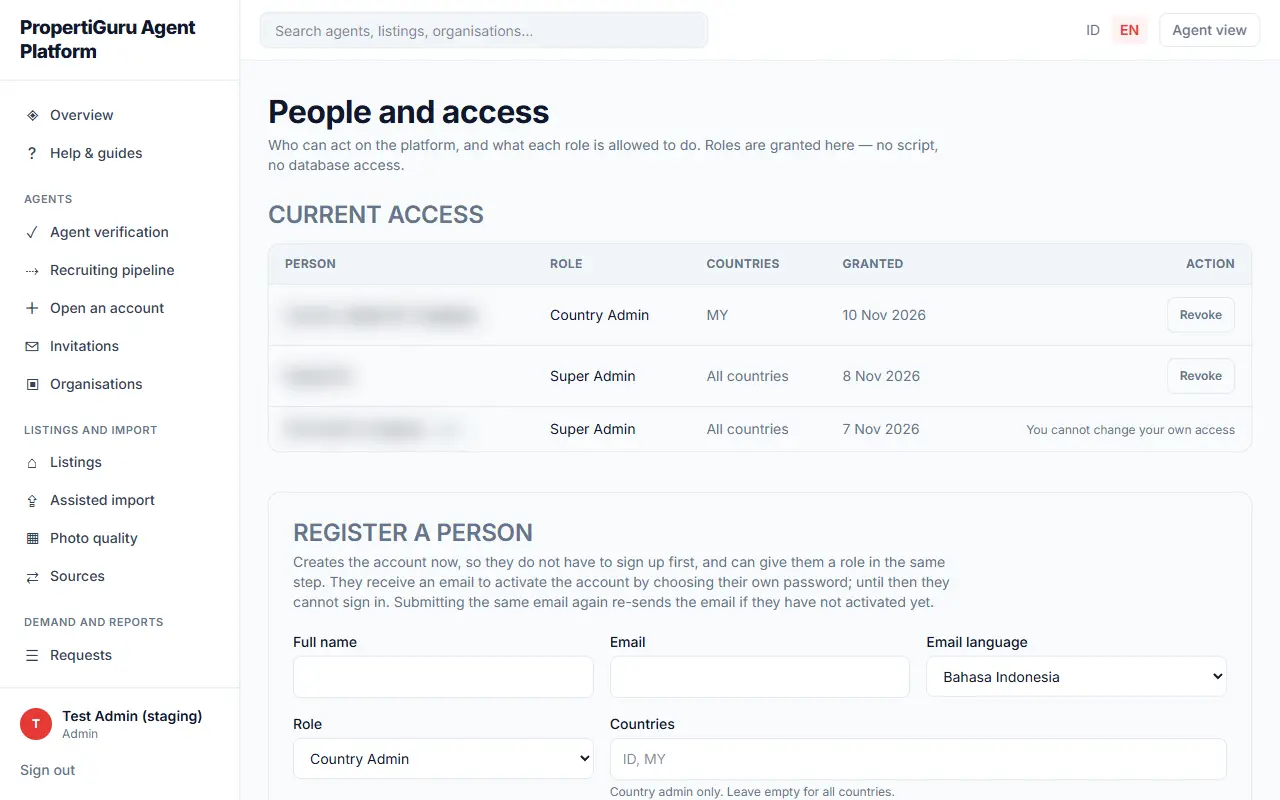 PropertiGuru Agent
Platform
Search agents, listings, organisations...
ID
EN
Agent view
Overview
? Help & guides
AGENTS
Agent verification
Recruiting pipeline
Open an account
Invitations
Organisations
LISTINGS AND IMPORT
Listings
Assisted import
Photo quality
Sources
DEMAND AND REPORTS
Requests
T
Test Admin (staging)
Admin
Sign out
People and access
Who can act on the platform, and what each role is allowed to do. Roles are granted here — no script,
no database access.
CURRENT ACCESS
PERSON ROLE COUNTRIES GRANTED ACTION
Country Admin MY 10 Nov 2026 Revoke
Super Admin All countries 8 Nov 2026 Revoke
Super Admin All countries 7 Nov 2026 You cannot change your own access
REGISTER A PERSON
Creates the account now, so they do not have to sign up first, and can give them a role in the same
step. They receive an email to activate the account by choosing their own password; until then they
cannot sign in. Submitting the same email again re-sends the email if they have not activated yet.
Full name Email Email language
Bahasa Indonesia
Role Countries
Country Admin ID, MY
Country admin only. Leave empty for all countries.